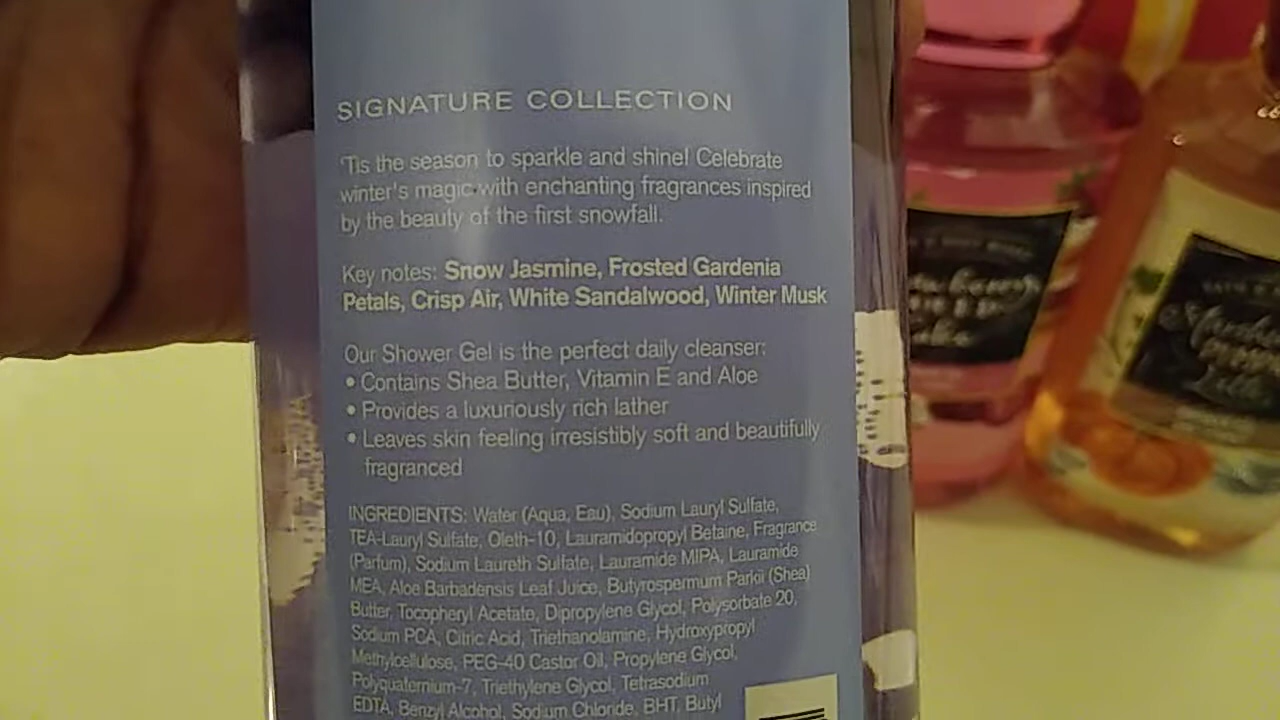 SIGNATURE COLLECTION
'Tis the season to sparkle and shine! Celebrate
winter's magic with enchanting fragrances inspired
by the beauty of the first snowfall.
Key notes: Snow Jasmine, Frosted Gardenia
Petals, Crisp Air, White Sandalwood, Winter Musk
Our Shower Gel is the perfect daily cleanser:
• Contains Shea Butter, Vitamin E and Aloe
• Provides a luxuriously rich lather
• Leaves skin feeling irresistibly soft and beautifully
fragranced
INGREDIENTS: Water (Aqua, Eau), Sodium Lauryl Sulfate,
TEA-Lauryl Sulfate, Oleth-10, Lauramidopropyl Betaine, Fragrance
(Parfum), Sodium Laureth Sulfate, Lauramide MIPA, Lauramide
MEA, Aloe Barbadensis Leaf Juice, Butyrospermum Parkii (Shea)
Butter, Tocopheryl Acetate, Dipropylene Glycol, Polysorbate 20,
Sodium PCA, Citric Acid, Triethanolamine, Hydroxypropyl
Methylcellulose, PEG-40 Castor Oil, Propylene Glycol,
Polyquaternium-7, Triethylene Glycol, Tetrasodium
EDTA, Benzyl Alcohol, Sodium Chloride, BHT, Butyl